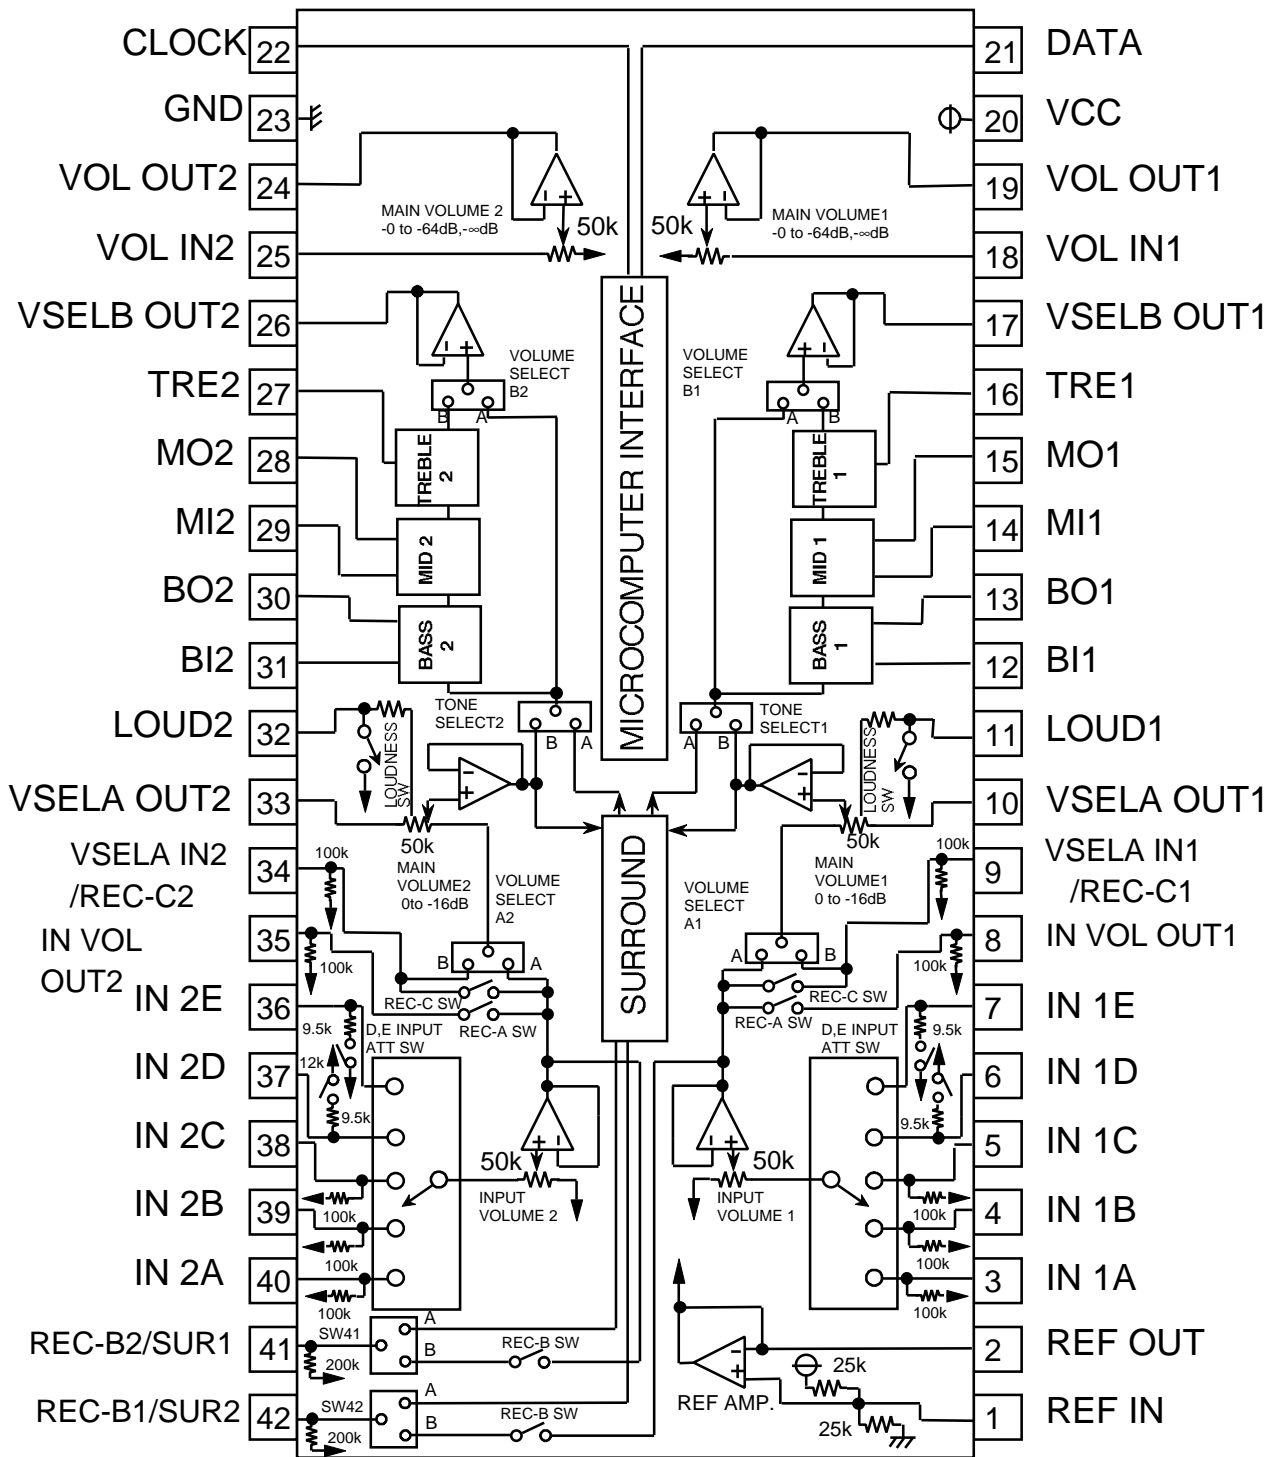 CLOCK 22
21 DATA
GND 23
20 VCC
VOL OUT2 24
19 VOL OUT1
MAIN VOLUME 2
-0 to -64dB,-∞dB
50k
50k
MAIN VOLUME1
-0 to -64dB,-∞dB
VOL IN2 25
18 VOL IN1
VSELB OUT2 26
17 VSELB OUT1
VOLUME
SELECT
B2
VOLUME
SELECT
B1
MICROCOMPUTER INTERFACE
TRE2 27
16 TRE1
B A
A B
TREBLE
2
TREBLE
1
MO2 28
15 MO1
MI2 29
14 MI1
MID 2
MID 1
BO2 30
13 BO1
BASS
2
BASS
1
BI2 31
12 BI1
TONE
SELECT2
B A
A B
TONE
SELECT1
LOUD2 32
11 LOUD1
LOUDNESS
SW
LOUDNESS
SW
VSELA OUT2 33
10 VSELA OUT1
50k
MAIN
VOLUME2
0to -16dB
50k
MAIN
VOLUME1
0 to -16dB
VSELA IN2
/REC-C2
34
100k
100k
9
VSELA IN1
/REC-C1
VOLUME
SELECT
A2
VOLUME
SELECT
A1
SURROUND
IN VOL
OUT2
35
100k
100k
8 IN VOL OUT1
B A
A B
REC-C SW
REC-A SW
REC-C SW
REC-A SW
IN 2E 36
7 IN 1E
9.5k
D,E INPUT
ATT SW
D,E INPUT
ATT SW
9.5k
IN 2D 37
6 IN 1D
12k
9.5k
9.5k
IN 2C 38
5 IN 1C
50k
INPUT
VOLUME 2
50k
INPUT
VOLUME 1
100k
100k
IN 2B 39
4 IN 1B
100k
100k
IN 2A 40
3 IN 1A
100k
100k
REC-B2/SUR1 41
SW41
200k
A
B
REC-B SW
2 REF OUT
REF AMP.
25k
25k
REC-B1/SUR2 42
SW42
200k
A
B
REC-B SW
1 REF IN
- +
+ -
- +
- +
-
+
-
+
+ -
+ -
-
+